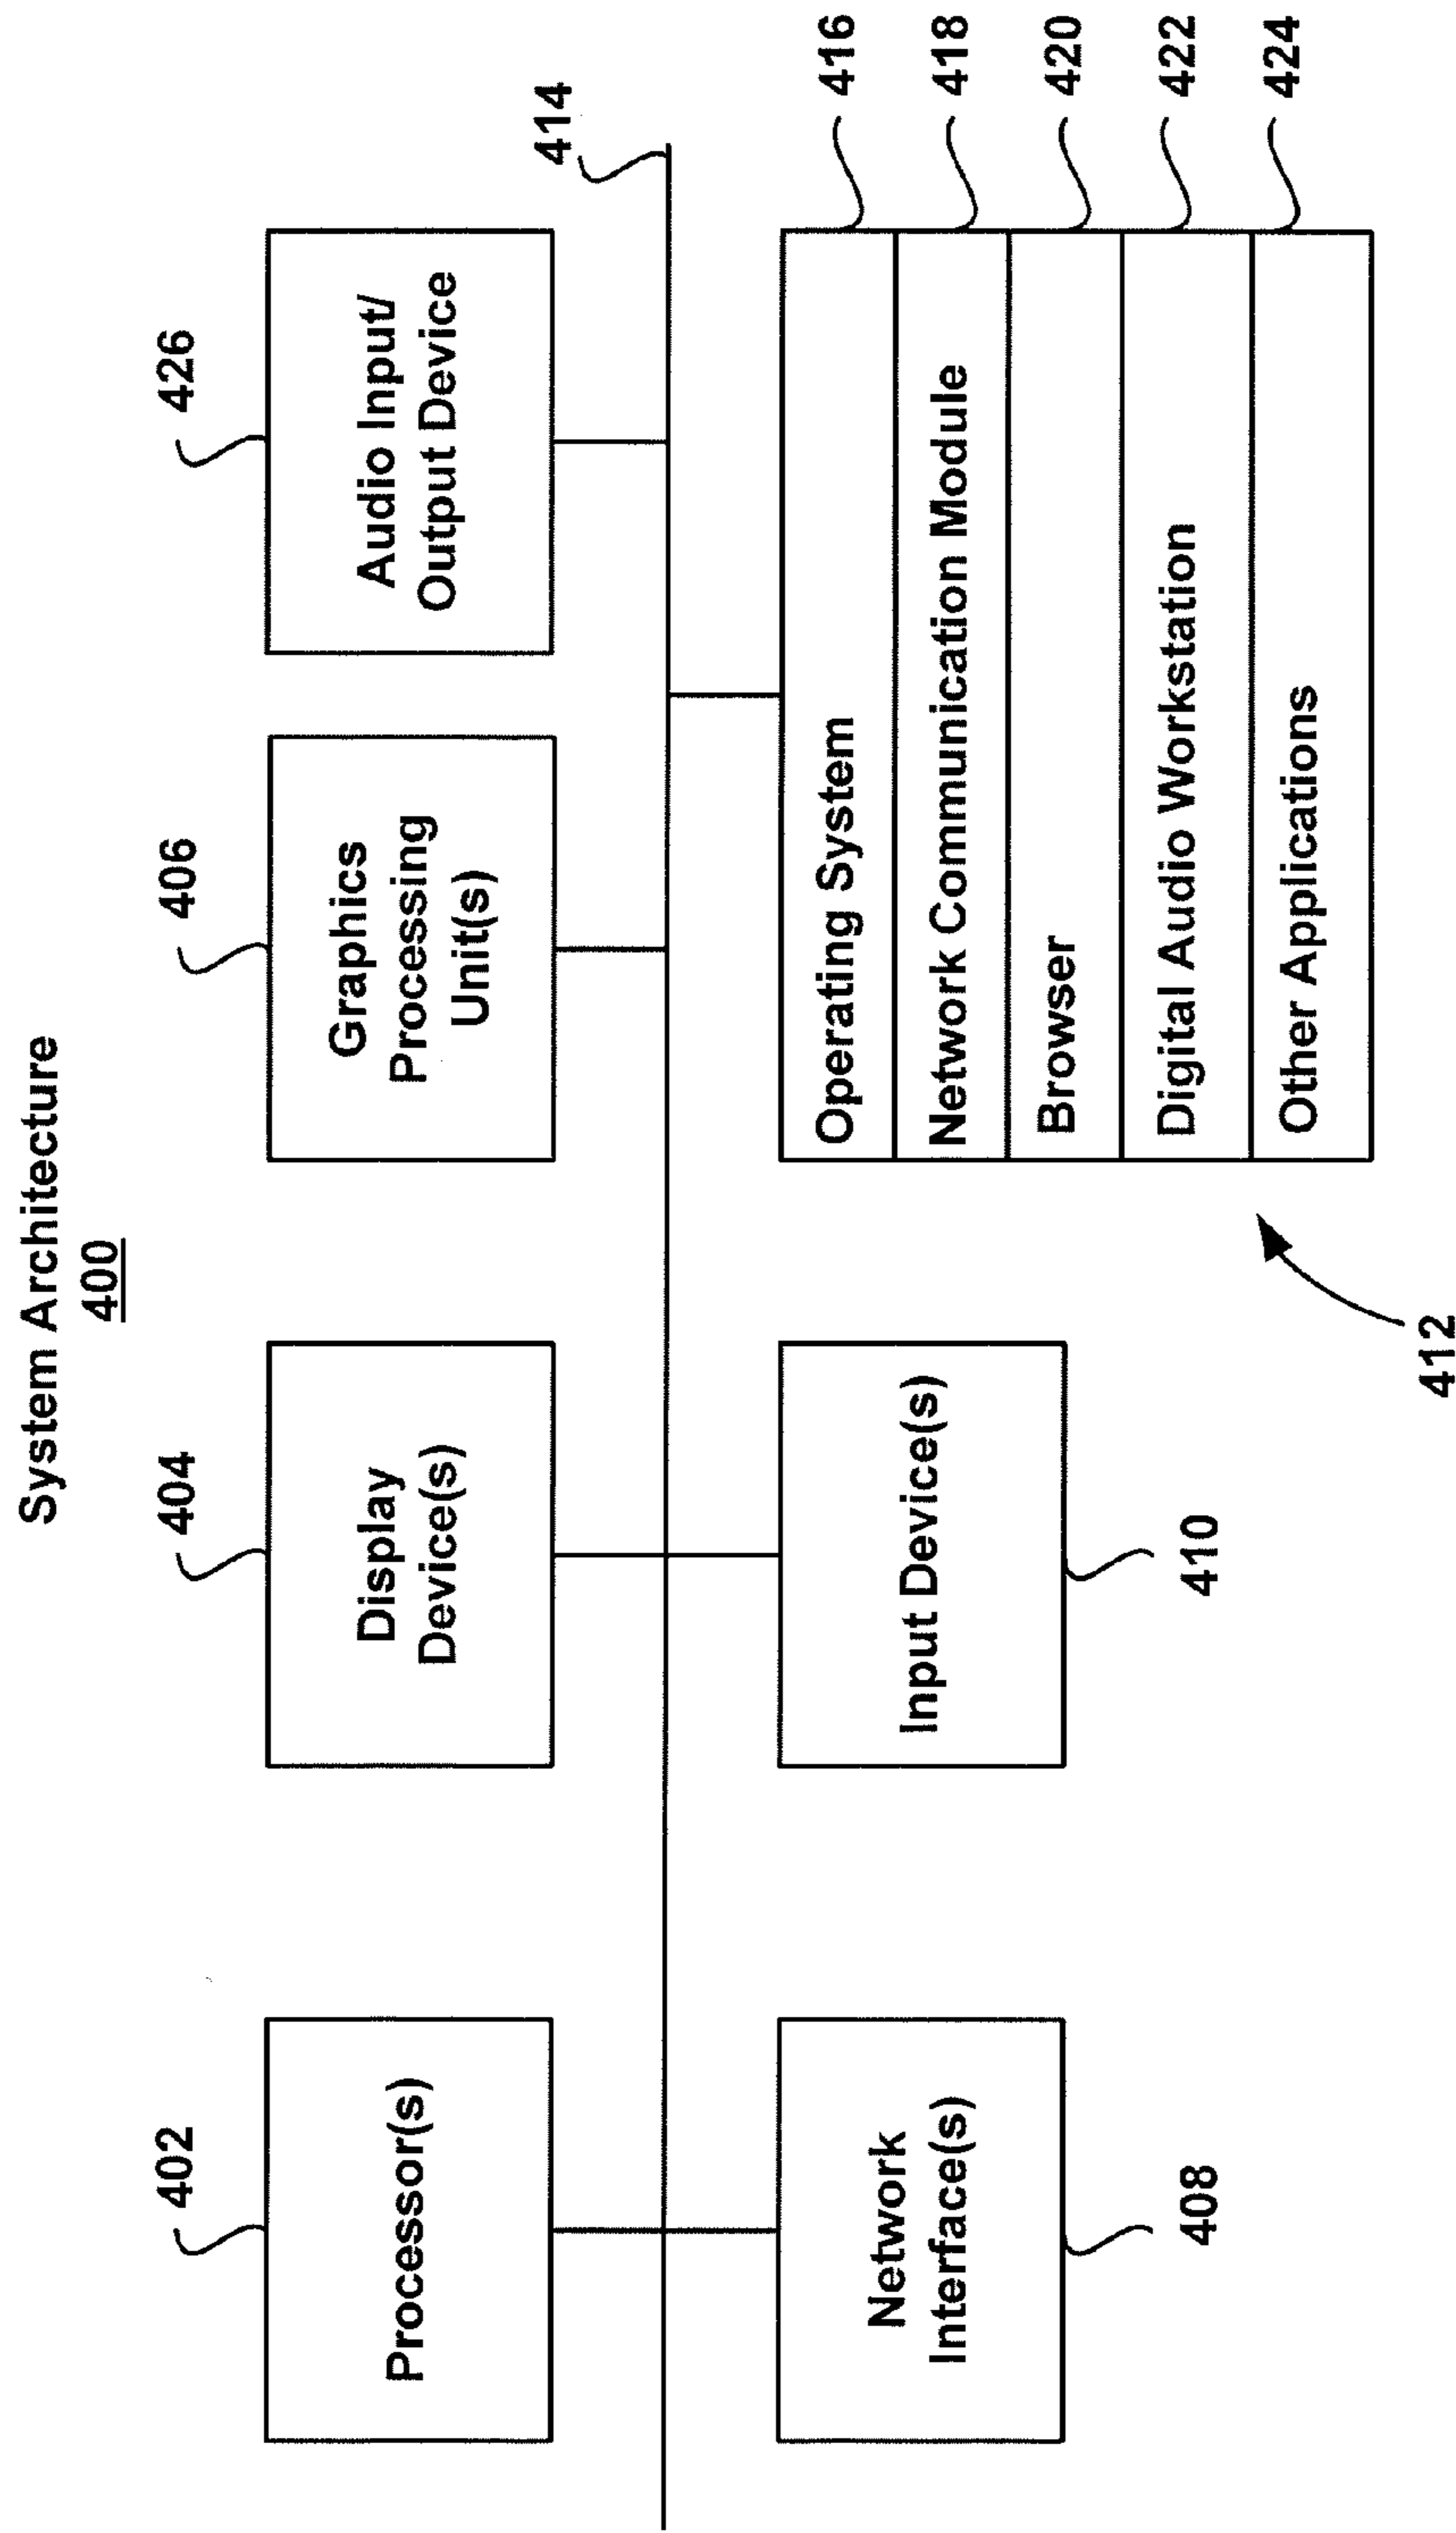 System Architecture
400
402
404
406
426
Processor(s)
Display
Device(s)
Graphics
Processing
Unit(s)
Audio Input/
Output Device
414
Network
Interface(s)
408
Input Device(s)
410
Operating System
416
Network Communication Module
418
Browser
420
Digital Audio Workstation
422
Other Applications
424
412